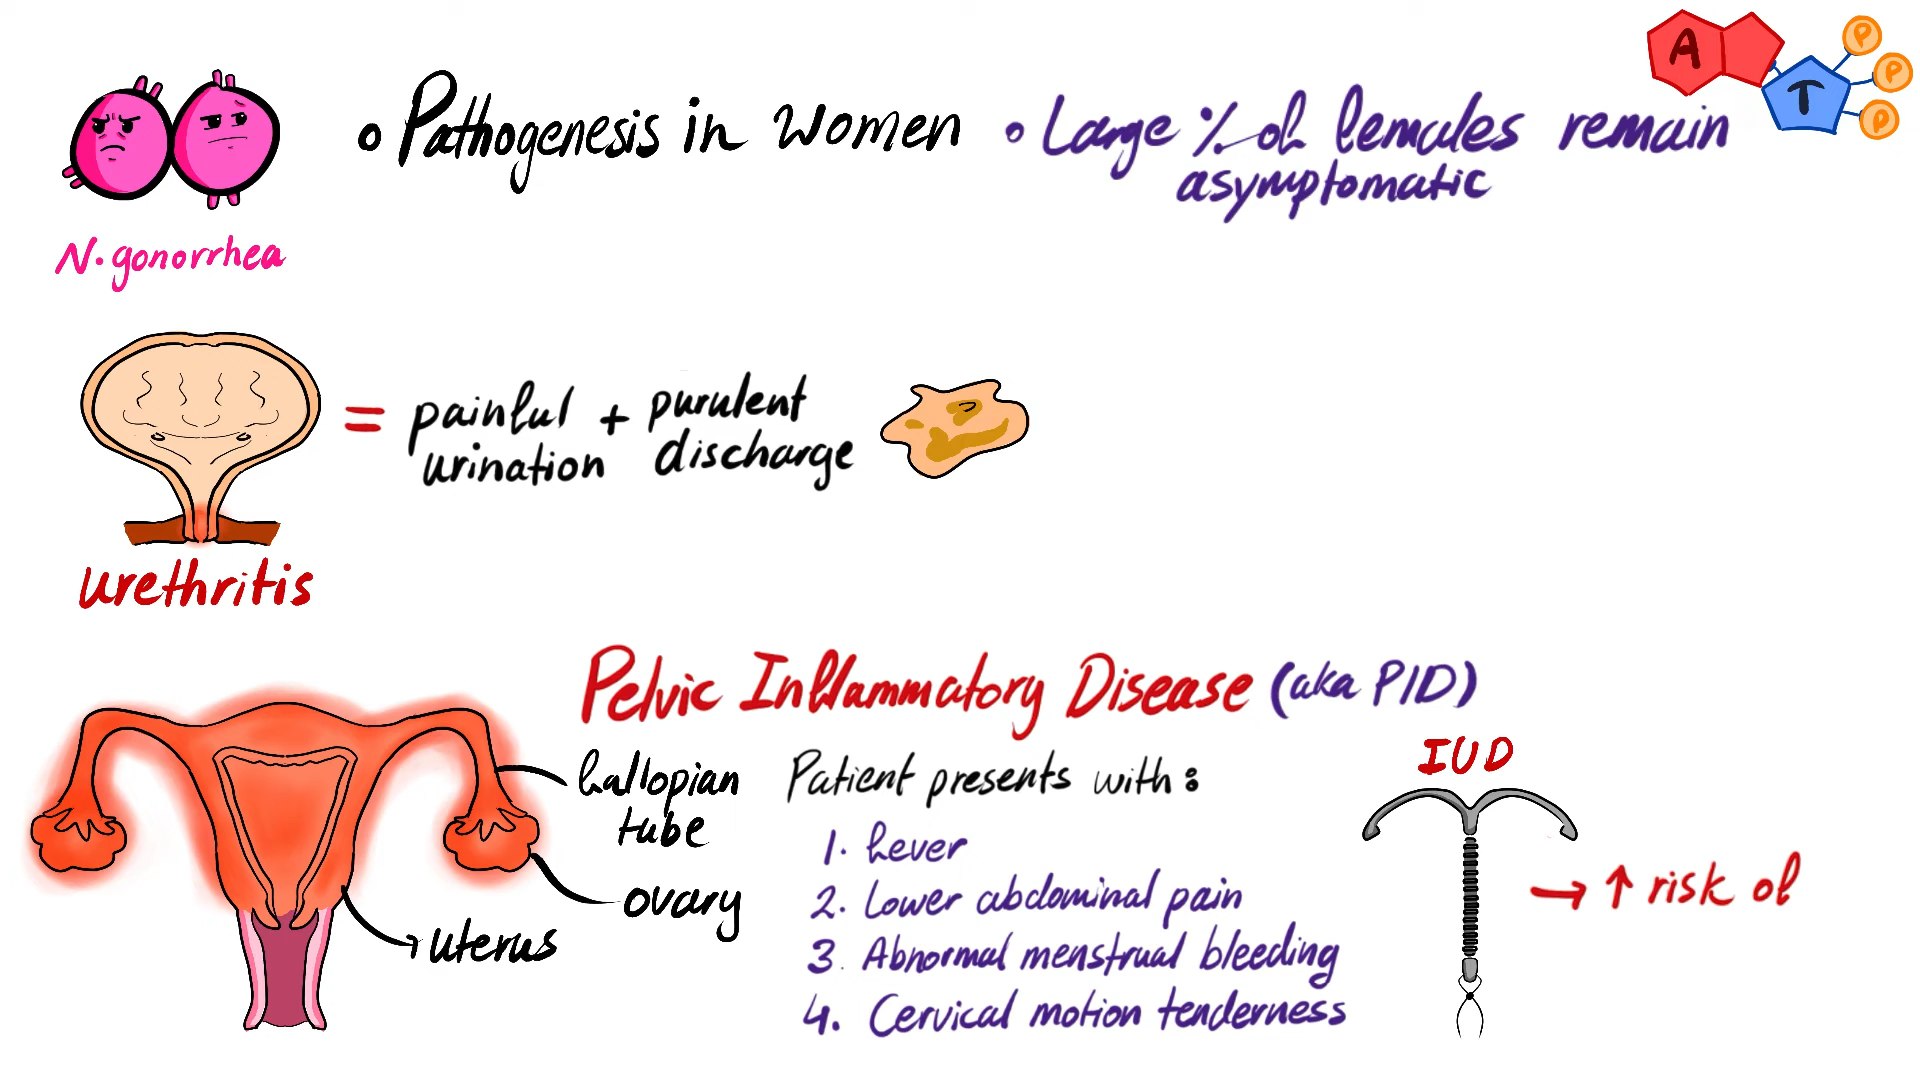 A T P P P
N. gonorrhea
• Pathogenesis in women
• Large % of females remain
asymptomatic
urethritis
= painful + purulent
urination discharge
Pelvic Inflammatory Disease (aka PID)
fallopian
tube
ovary
uterus
Patient presents with:
1. fever
2. Lower abdominal pain
3. Abnormal menstrual bleeding
4. Cervical motion tenderness
IUD
→ ↑ risk of